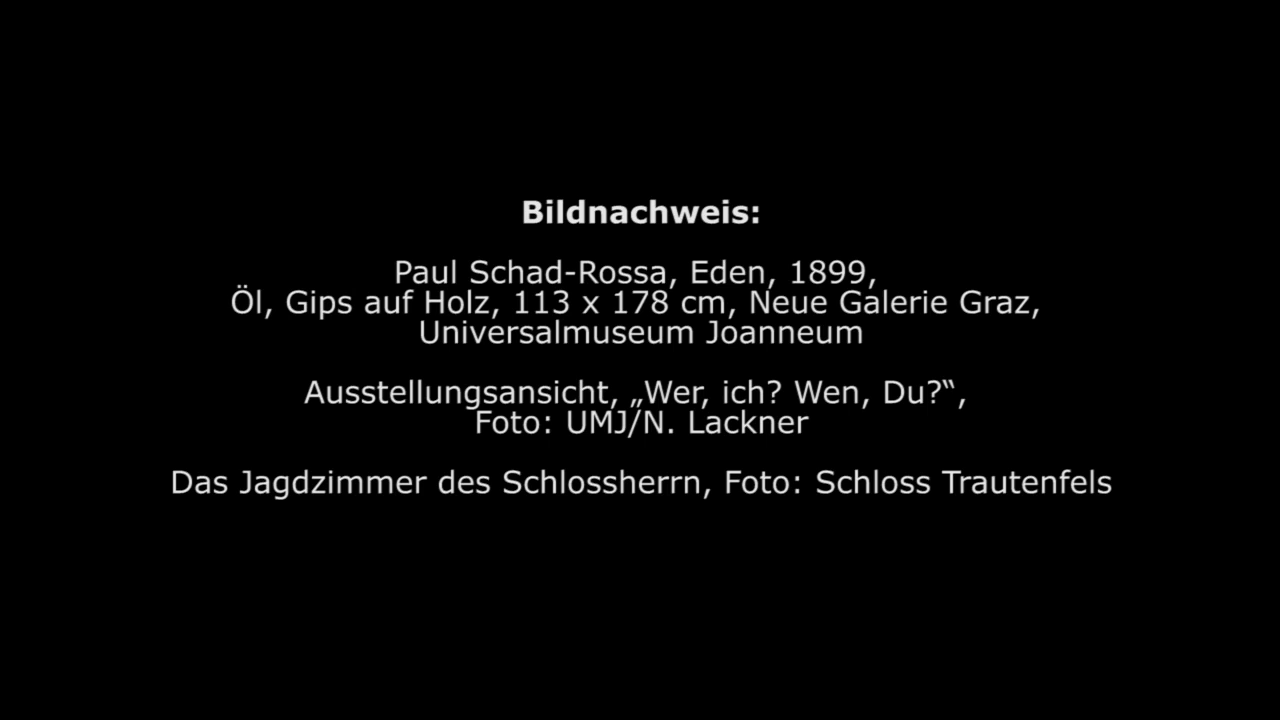 Bildnachweis:
Paul Schad-Rossa, Eden, 1899,
Öl, Gips auf Holz, 113 x 178 cm, Neue Galerie Graz,
Universalmuseum Joanneum
Ausstellungsansicht, „Wer, ich? Wen, Du?‟,
Foto: UMJ/N. Lackner
Das Jagdzimmer des Schlossherrn, Foto: Schloss Trautenfels